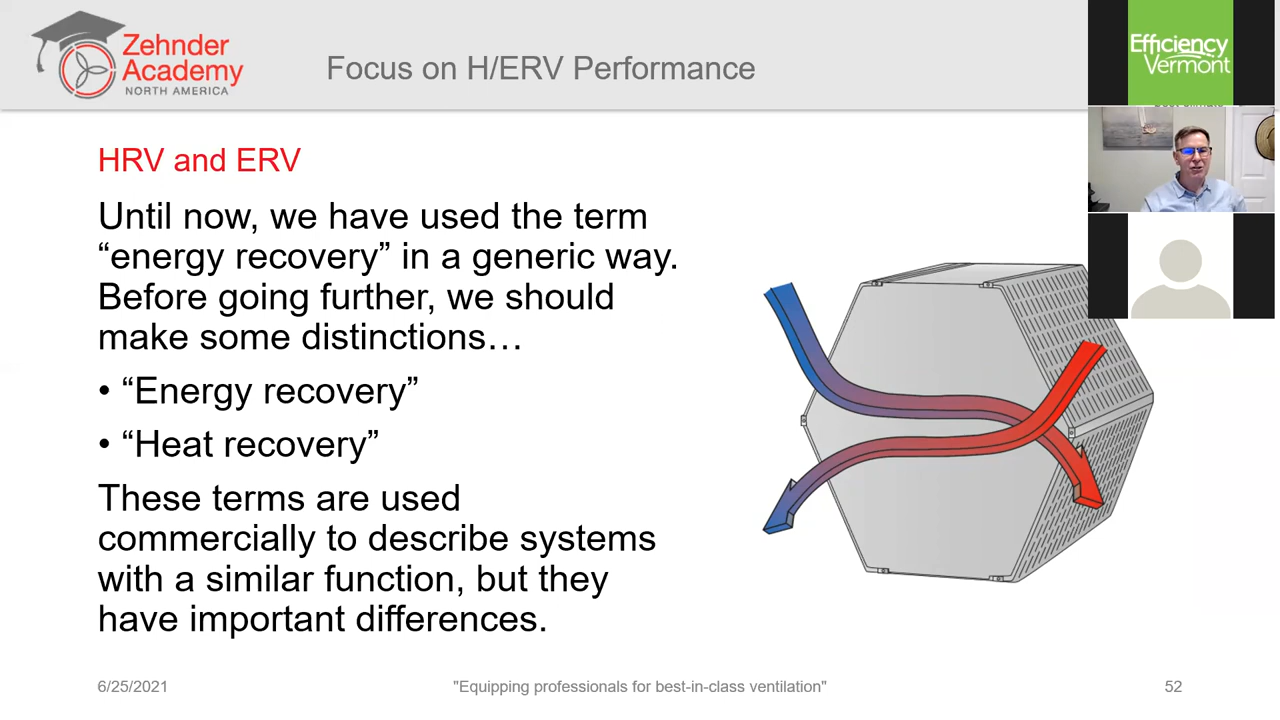 Zehnder
Academy
NORTH AMERICA
Focus on H/ERV Performance
Efficiency
Vermont
HRV and ERV
Until now, we have used the term
“energy recovery” in a generic way.
Before going further, we should
make some distinctions…
• “Energy recovery”
• “Heat recovery”
These terms are used
commercially to describe systems
with a similar function, but they
have important differences.
6/25/2021
"Equipping professionals for best-in-class ventilation"
52